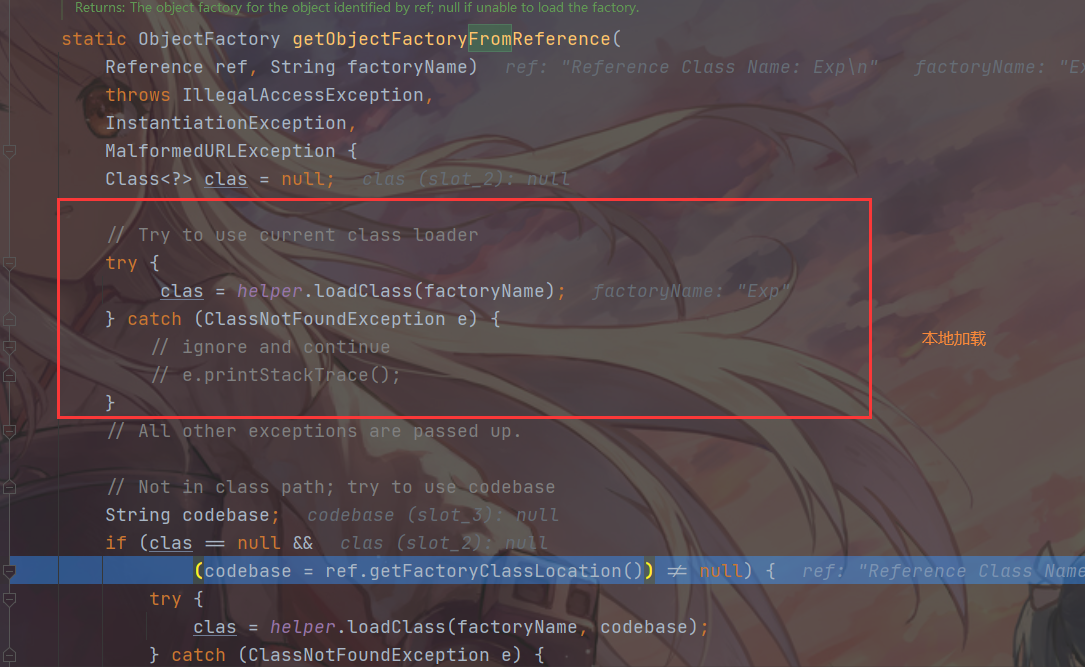 Returns: The object factory for the object identified by ref; null if unable to load the factory.
static ObjectFactory getObjectFactoryFromReference(
Reference ref, String factoryName) ref: "Reference Class Name: Exp\n" factoryName: "Ex
throws IllegalAccessException,
InstantiationException,
MalformedURLException {
Class<?> clas = null; clas (slot_2): null
// Try to use current class loader
try {
clas = helper.loadClass(factoryName); factoryName: "Exp"
} catch (ClassNotFoundException e) {
// ignore and continue
本地加载
// e.printStackTrace();
}
// All other exceptions are passed up.
// Not in class path; try to use codebase
String codebase; codebase (slot_3): null
if (clas == null && clas (slot_2): null
(codebase = ref.getFactoryClassLocation()) != null) { ref: "Reference Class Name
try {
clas = helper.loadClass(factoryName, codebase);
} catch (ClassNotFoundException e) {